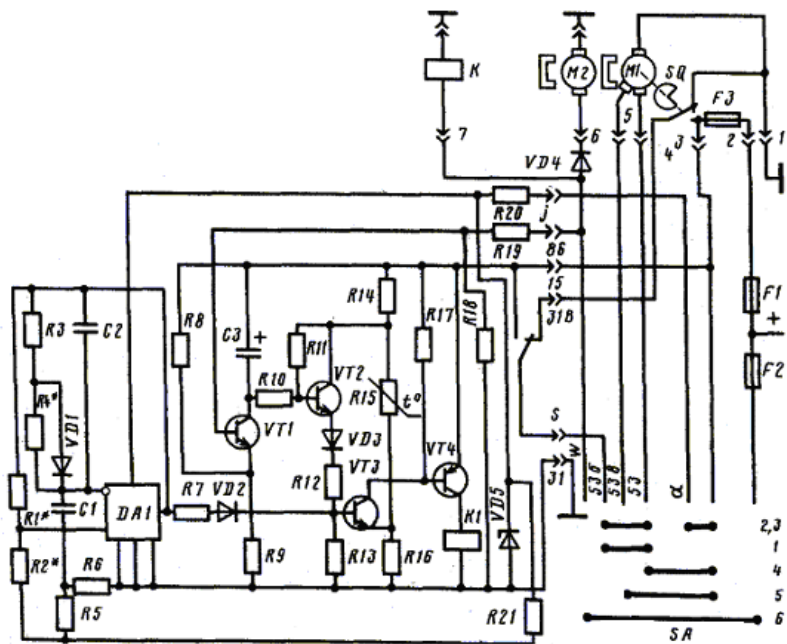 K
M2
M1
SQ
F3
7
6
5
4
3
2
1
VD4
R20
j
R19
86
15
31B
R3
C2
R8
C3
+
R11
R14
R17
R18
F1
+
F2
R10
VT2
R15
t°
R4*
VD1
VT1
VD3
VT4
S
C1
R7
VD2
R12
VT3
VD5
31
W
S36
538
53
a
R1*
DA1
K1
2,3
R2*
R6
R9
R13
R16
1
4
R5
R21
5
SA
6